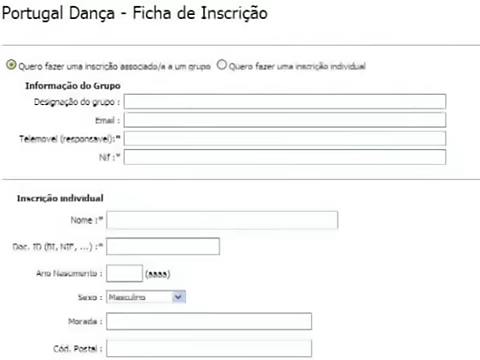 Portugal Dança - Ficha de Inscrição
Quero fazer uma inscrição associado/a a um grupo Quero fazer uma inscrição individual
Informação do Grupo
Designação do grupo :
Email :
Telemovel (responsavel):*
Nif :*
Inscrição individual
Nome :*
Doc. ID (BI, NIF, ...) :*
Ano Nascimento : (aaaa)
Sexo : Masculino
Morada :
Cód. Postal :